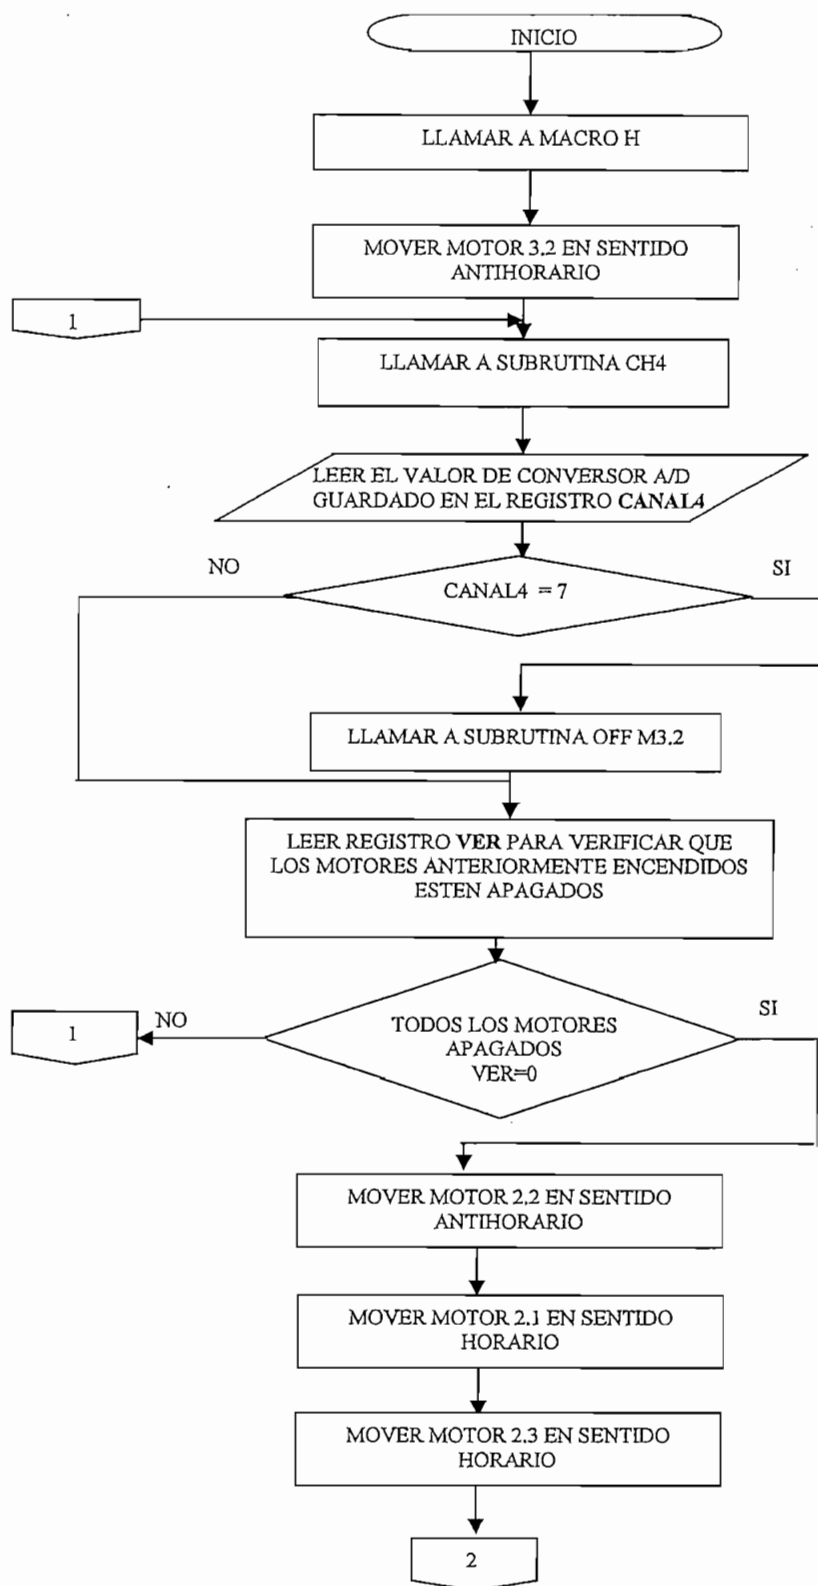 INICIO
LLAMAR A MACRO H
MOVER MOTOR 3.2 EN SENTIDO
ANTIHORARIO
1
LLAMAR A SUBRUTINA CH4
LEER EL VALOR DE CONVERSOR A/D
GUARDADO EN EL REGISTRO CANAL4
NO
CANAL4 = 7
SI
LLAMAR A SUBRUTINA OFF M3.2
LEER REGISTRO VER PARA VERIFICAR QUE
LOS MOTORES ANTERIORMENTE ENCENDIDOS
ESTEN APAGADOS
1
NO
TODOS LOS MOTORES
APAGADOS
VER=0
SI
MOVER MOTOR 2.2 EN SENTIDO
ANTIHORARIO
MOVER MOTOR 2.1 EN SENTIDO
HORARIO
MOVER MOTOR 2.3 EN SENTIDO
HORARIO
2